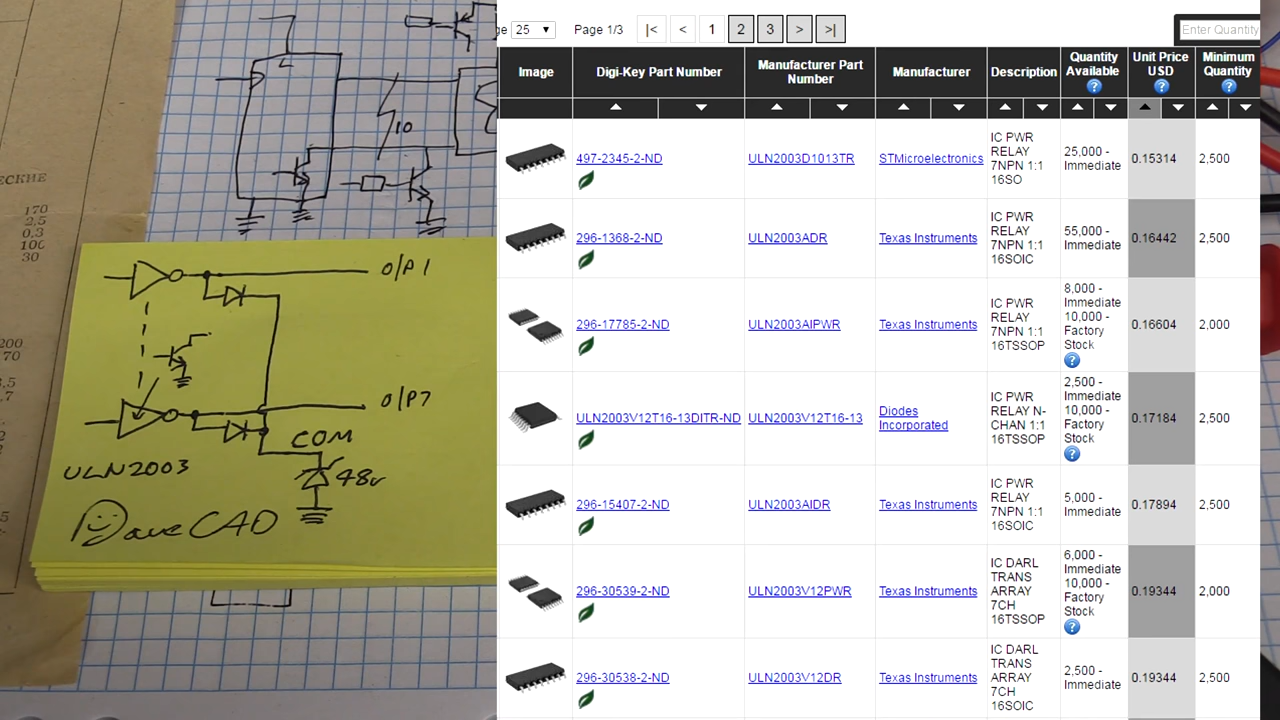 ЧЕСКИЕ
170
2,5
0,3
100
30
200
70
10
O/P1
O/P7
COM
48v
ULN2003
Dave CAD
ge 25 Page 1/3 |< < 1 2 3 > >| Enter Quantity
Image Digi-Key Part Number Manufacturer Part Number Manufacturer Description Quantity Available ? Unit Price USD ? Minimum Quantity ?
497-2345-2-ND ULN2003D1013TR STMicroelectronics IC PWR RELAY 7NPN 1:1 16SO 25,000 - Immediate 0.15314 2,500
296-1368-2-ND ULN2003ADR Texas Instruments IC PWR RELAY 7NPN 1:1 16SOIC 55,000 - Immediate 0.16442 2,500
296-17785-2-ND ULN2003AIPWR Texas Instruments IC PWR RELAY 7NPN 1:1 16TSSOP 8,000 - Immediate 10,000 - Factory Stock ? 0.16604 2,000
ULN2003V12T16-13DITR-ND ULN2003V12T16-13 Diodes Incorporated IC PWR RELAY N-CHAN 1:1 16TSSOP 2,500 - Immediate 10,000 - Factory Stock ? 0.17184 2,500
296-15407-2-ND ULN2003AIDR Texas Instruments IC PWR RELAY 7NPN 1:1 16SOIC 5,000 - Immediate 0.17894 2,500
296-30539-2-ND ULN2003V12PWR Texas Instruments IC DARL TRANS ARRAY 7CH 16TSSOP 6,000 - Immediate 10,000 - Factory Stock ? 0.19344 2,000
296-30538-2-ND ULN2003V12DR Texas Instruments IC DARL TRANS ARRAY 7CH 16SOIC 2,500 - Immediate 0.19344 2,500